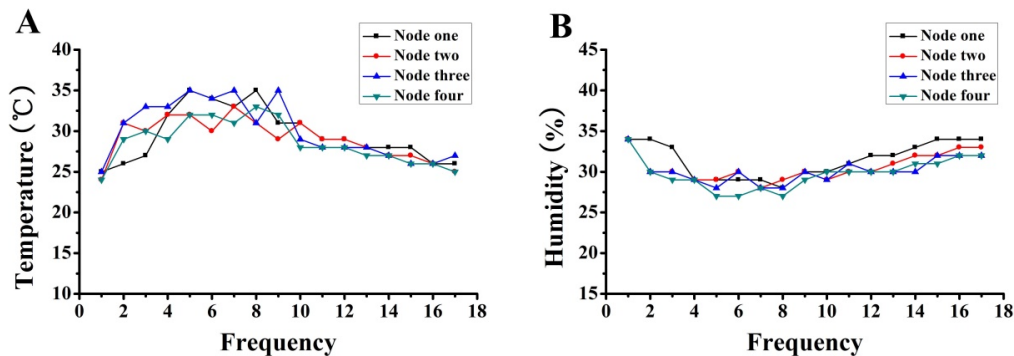 A
Node one
Node two
Node three
Node four
Temperature (℃)
40
35
30
25
20
15
10
0 2 4 6 8 10 12 14 16 18
Frequency
B
Node one
Node two
Node three
Node four
Humidity (%)
45
40
35
30
25
20
15
10
0 2 4 6 8 10 12 14 16 18
Frequency